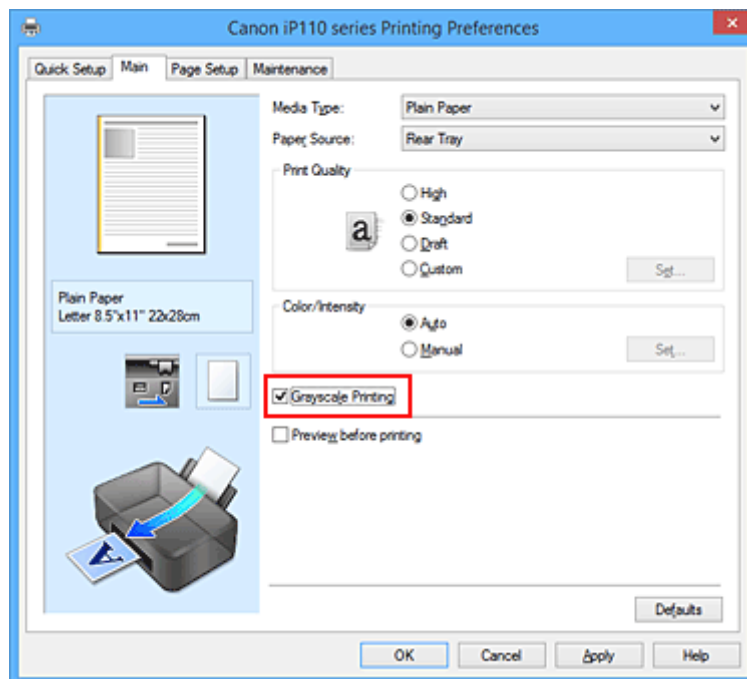 Canon iP110 series Printing Preferences
Quick Setup Main Page Setup Maintenance
Media Type: Plain Paper
Paper Source: Rear Tray
Print Quality
High
a Standard
Draft
Custom Set...
Plain Paper
Letter 8.5"x11" 22x28cm
Color/Intensity
Auto
Manual Set...
Grayscale Printing
Preview before printing
A
Defaults
OK Cancel Apply Help